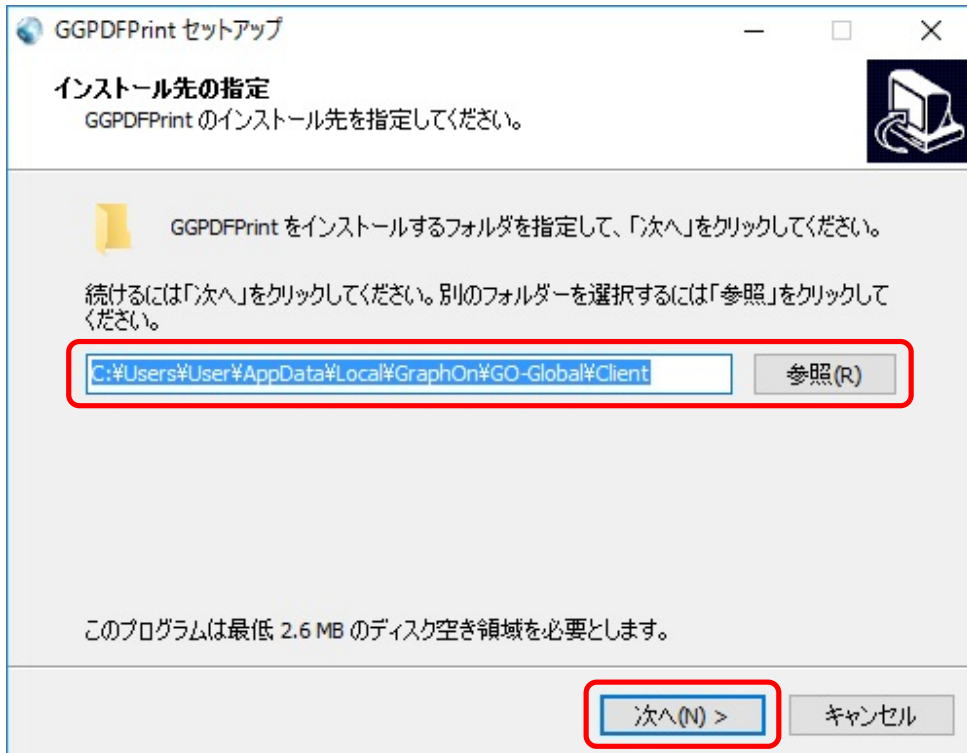 GGPDFPrint セットアップ
インストール先の指定
GGPDFPrint のインストール先を指定してください。
GGPDFPrint をインストールするフォルダを指定して、「次へ」をクリックしてください。
続けるには「次へ」をクリックしてください。別のフォルダーを選択するには「参照」をクリックして
ください。
C:¥Users¥User¥AppData¥Local¥GraphOn¥GO-Global¥Client 参照(R)
このプログラムは最低 2.6 MB のディスク空き領域を必要とします。
次へ(N) > キャンセル